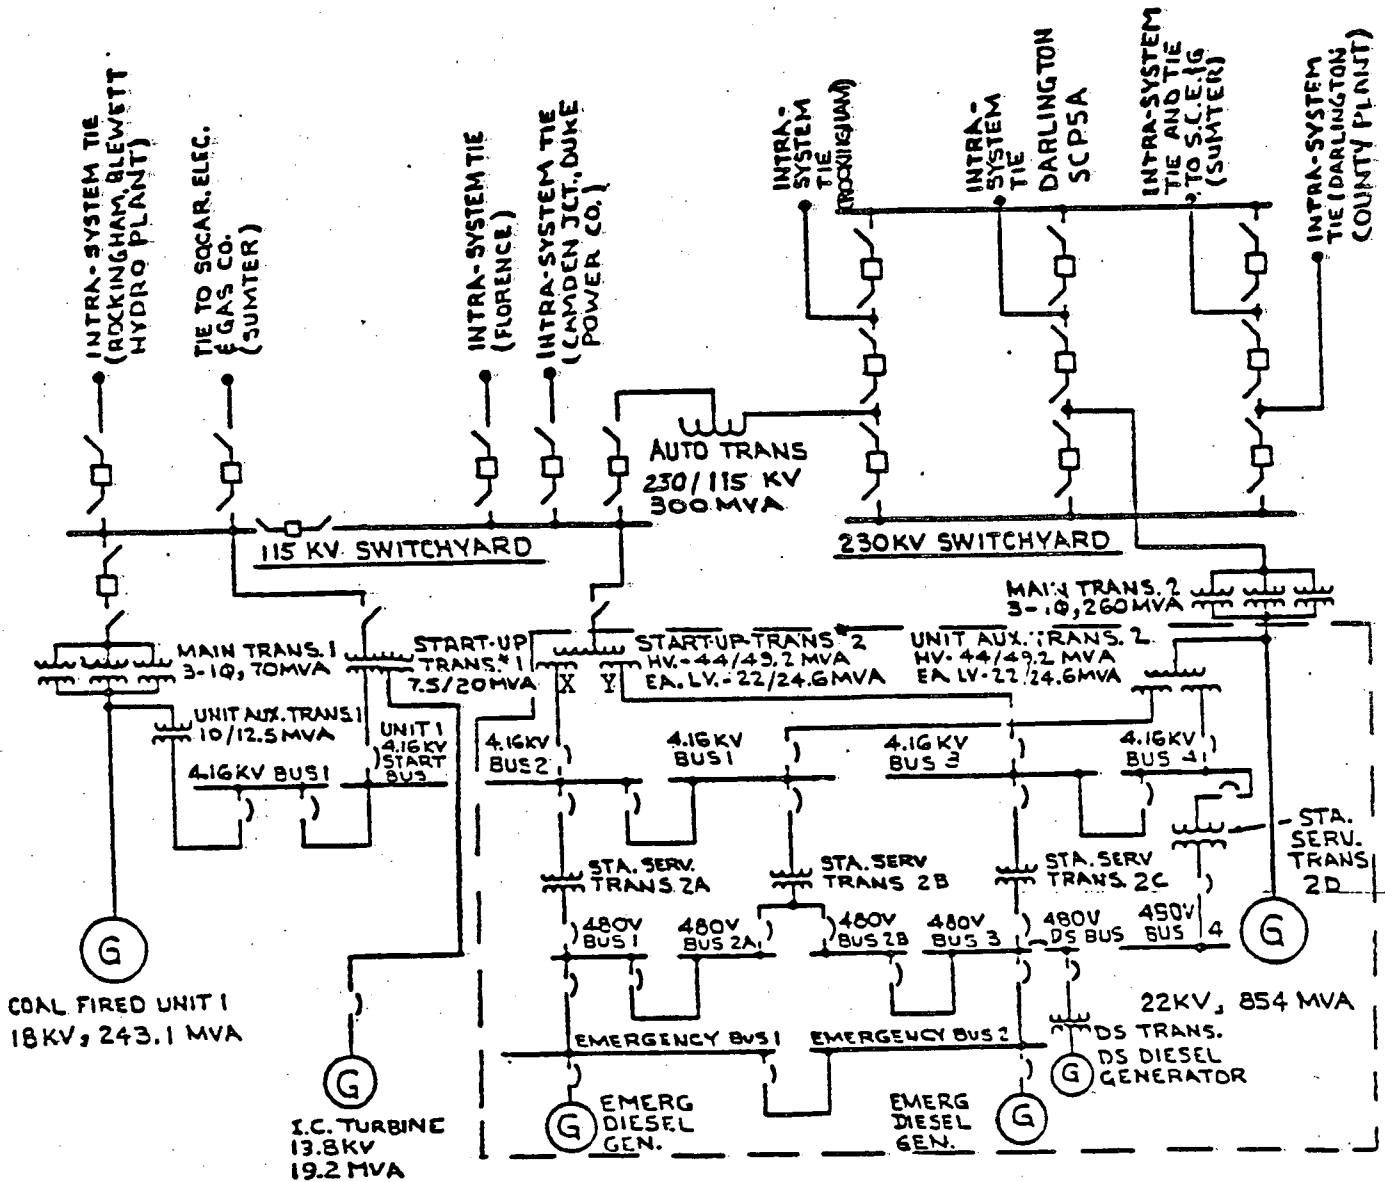 INTRA-SYSTEM TIE
(ROCKINGHAM, BLEWETT
HYDRO PLANT)
TIE TO SOCAR. ELEC.
& GAS CO.
(SUMTER)
INTRA-SYSTEM TIE
(FLORENCE)
INTRA-SYSTEM TIE
(CAMDEN JCT., DUKE
POWER CO.)
INTRA-
SYSTEM
TIE
(ROCKINGHAM)
INTRA-
SYSTEM
TIE
DARLINGTON
SCPSA
INTRA-SYSTEM
TIE AND TIE
TO S.C.E.&G
(SUMTER)
INTRA-SYSTEM
TIE (DARLINGTON
COUNTY PLANT)
AUTO TRANS
230/115 KV
300 MVA
115 KV. SWITCHYARD
230KV SWITCHYARD
MAIN TRANS. 2
3-1Φ, 260MVA
MAIN TRANS. 1
3-1Φ, 70MVA
START-UP
TRANS. #1
7.5/20MVA
START-UP-TRANS #2
HV.-44/49.2 MVA
EA. LV.-22/24.6MVA
UNIT AUX. TRANS. 2
HV-44/49.2 MVA
EA LV-22/24.6MVA
X Y
UNIT AUX. TRANS.1
10/12.5 MVA
UNIT 1
4.16KV
START
BUS
4.16KV BUS 1
4.16KV
BUS 2
4.16KV
BUS 1
4.16KV
BUS 3
4.16KV
BUS 4
STA.
SERV.
TRANS
2D
STA. SERV.
TRANS. 2A
STA. SERV
TRANS 2B
STA. SERV
TRANS. 2C
480V
BUS 1
480V
BUS 2A
480V
BUS 2B
480V
BUS 3
480V
DS BUS
480V
BUS 4
G
G
COAL FIRED UNIT 1
18KV, 243.1 MVA
22KV, 854 MVA
EMERGENCY BUS 1
EMERGENCY BUS 2
DS TRANS.
DS DIESEL
GENERATOR
G
G
I.C. TURBINE
13.8KV
19.2 MVA
G
EMERG
DIESEL
GEN.
EMERG
DIESEL
GEN.
G